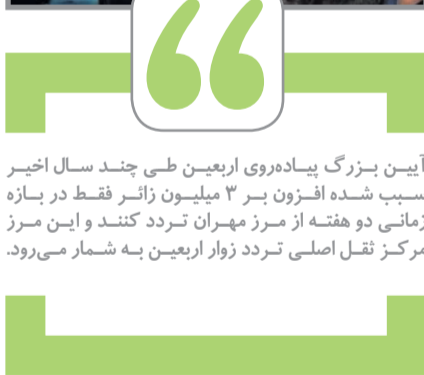 آیین بزرگ پیاده‌روی اربعین طی چند سال اخیر
سبب شده افزون بر ۳ میلیون زائر فقط در بازه
زمانی دو هفته از مرز مهران تردد کنند و این مرز
مرکز ثقل اصلی تردد زوار اربعین به شمار می‌رود.